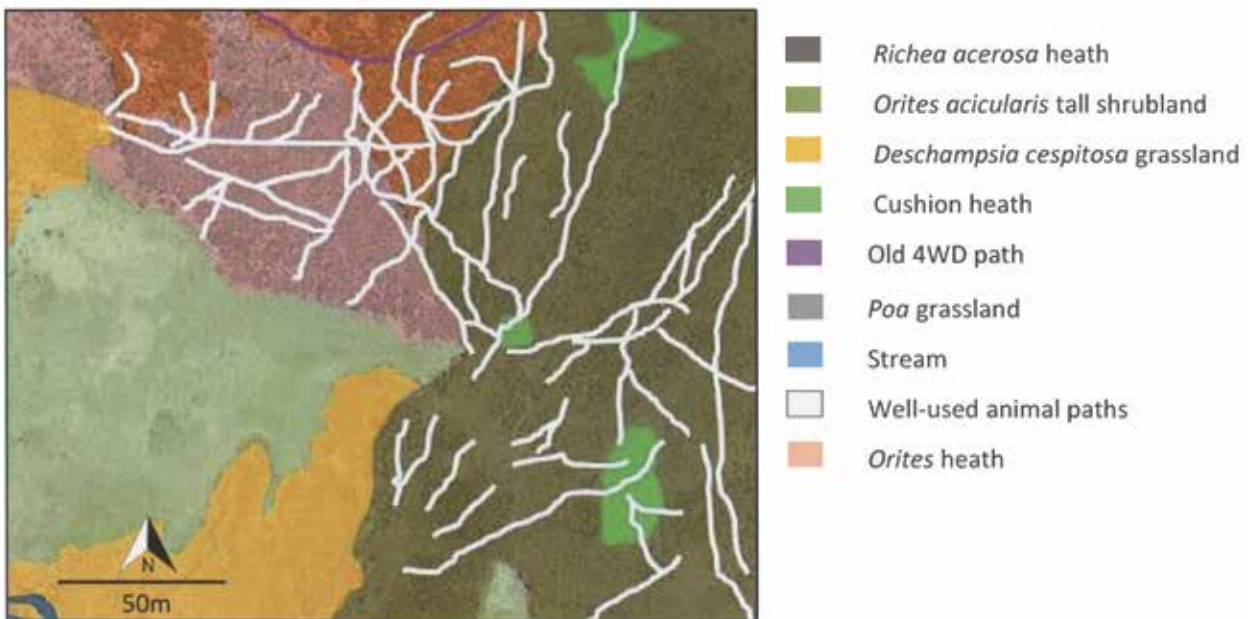 Richea acerosa heath
Orites acicularis tall shrubland
Deschampsia cespitosa grassland
Cushion heath
Old 4WD path
Poa grassland
Stream
Well-used animal paths
Orites heath
N
50m